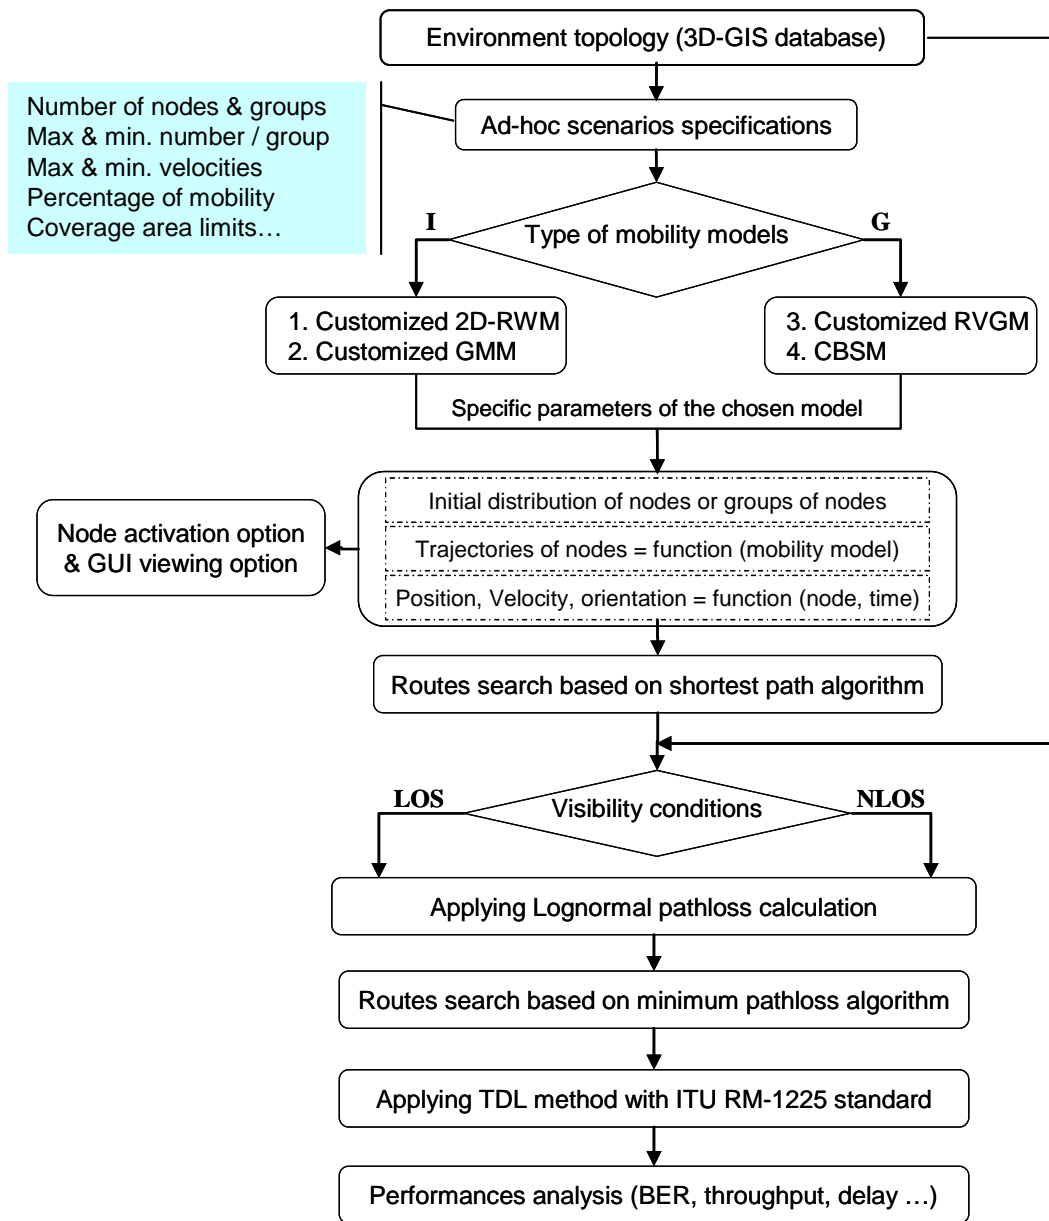 Environment topology (3D-GIS database)
Number of nodes & groups
Max & min. number / group
Max & min. velocities
Percentage of mobility
Coverage area limits…
Ad-hoc scenarios specifications
I
Type of mobility models
G
1. Customized 2D-RWM
2. Customized GMM
3. Customized RVGM
4. CBSM
Specific parameters of the chosen model
Initial distribution of nodes or groups of nodes
Trajectories of nodes = function (mobility model)
Position, Velocity, orientation = function (node, time)
Node activation option
& GUI viewing option
Routes search based on shortest path algorithm
LOS
Visibility conditions
NLOS
Applying Lognormal pathloss calculation
Routes search based on minimum pathloss algorithm
Applying TDL method with ITU RM-1225 standard
Performances analysis (BER, throughput, delay …)